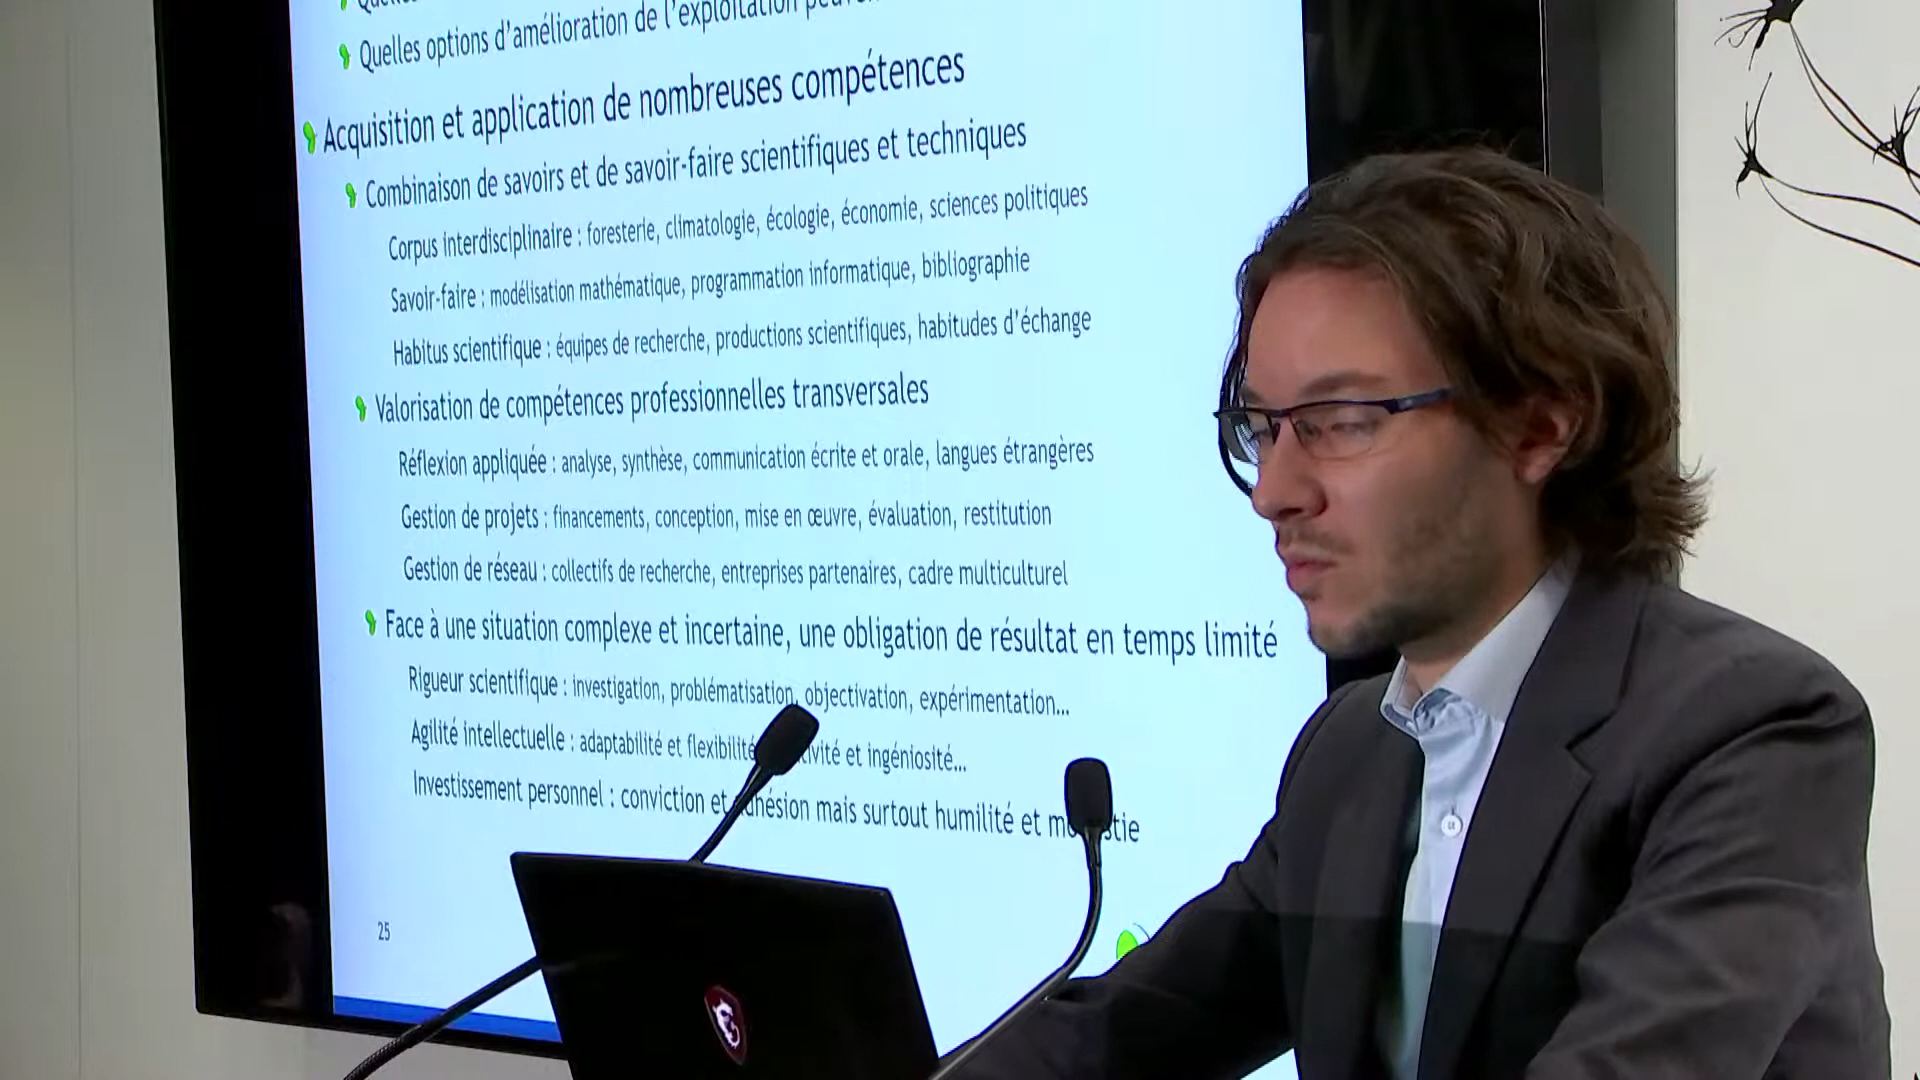 Quelles options d'amélioration de l'exploitation
Acquisition et application de nombreuses compétences
Combinaison de savoirs et de savoir-faire scientifiques et techniques
Corpus interdisciplinaire : foresterie, climatologie, écologie, économie, sciences politiques
Savoir-faire : modélisation mathématique, programmation informatique, bibliographie
Habitus scientifique : équipes de recherche, productions scientifiques, habitudes d'échange
Valorisation de compétences professionnelles transversales
Réflexion appliquée : analyse, synthèse, communication écrite et orale, langues étrangères
Gestion de projets : financements, conception, mise en œuvre, évaluation, restitution
Gestion de réseau : collectifs de recherche, entreprises partenaires, cadre multiculturel
Face à une situation complexe et incertaine, une obligation de résultat en temps limité
Rigueur scientifique : investigation, problématisation, objectivation, expérimentation...
Agilité intellectuelle : adaptabilité et flexibilité et ingéniosité...
Investissement personnel : conviction et adhésion mais surtout humilité et modestie
25